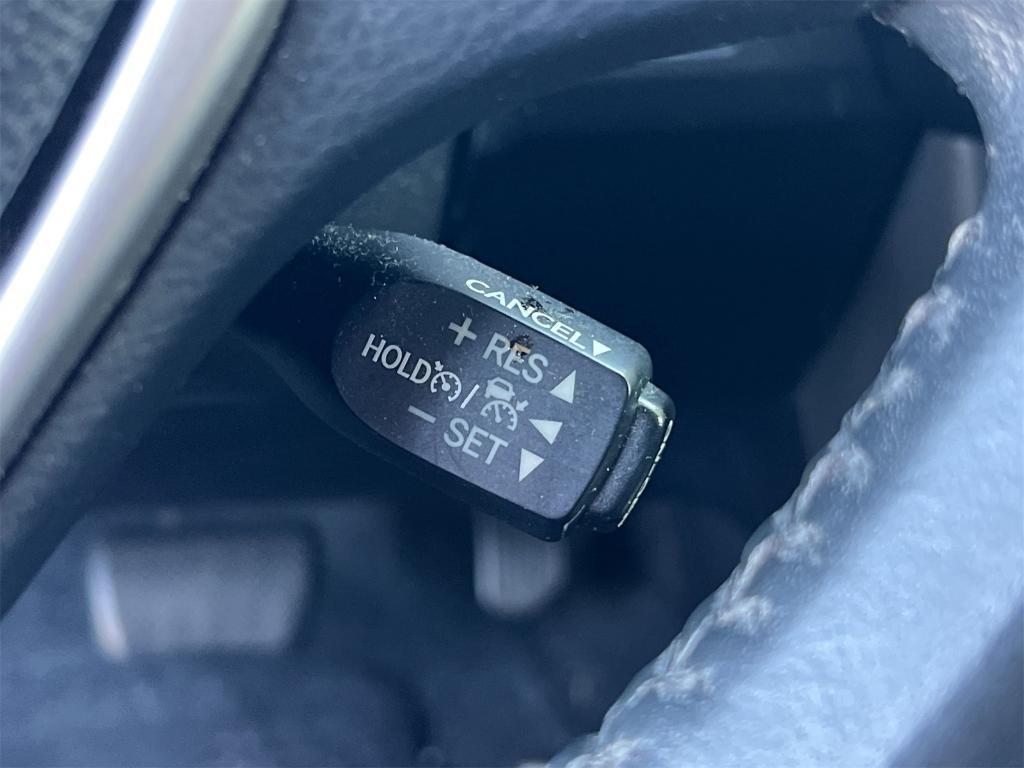 CANCEL▼
+ RES ▲
HOLD / ◀
− SET ▼